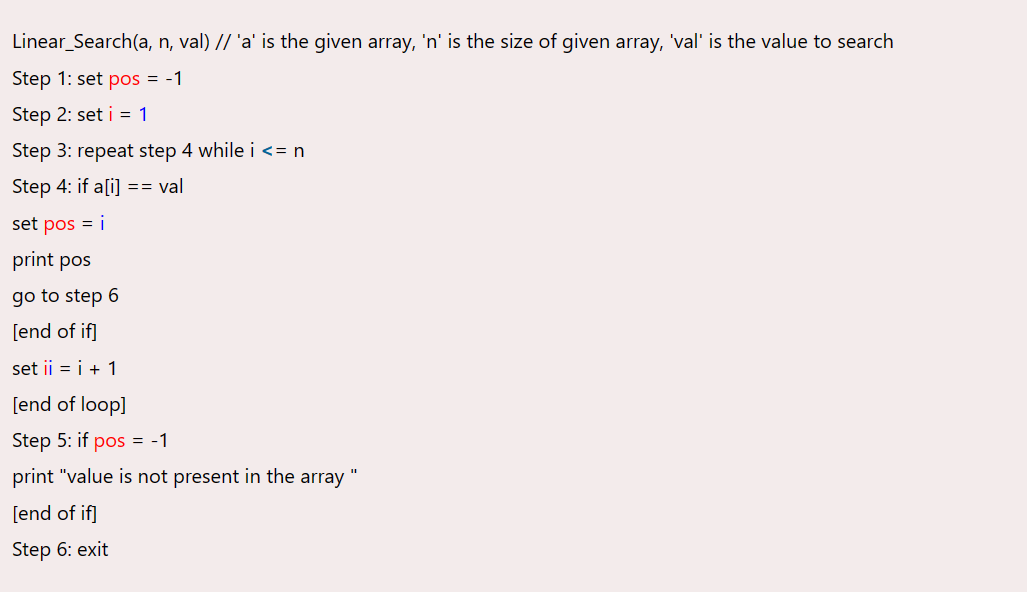 Linear_Search(a, n, val) // 'a' is the given array, 'n' is the size of given array, 'val' is the value to search
Step 1: set pos = -1
Step 2: set i = 1
Step 3: repeat step 4 while i <= n
Step 4: if a[i] == val
set pos = i
print pos
go to step 6
[end of if]
set ii = i + 1
[end of loop]
Step 5: if pos = -1
print "value is not present in the array "
[end of if]
Step 6: exit